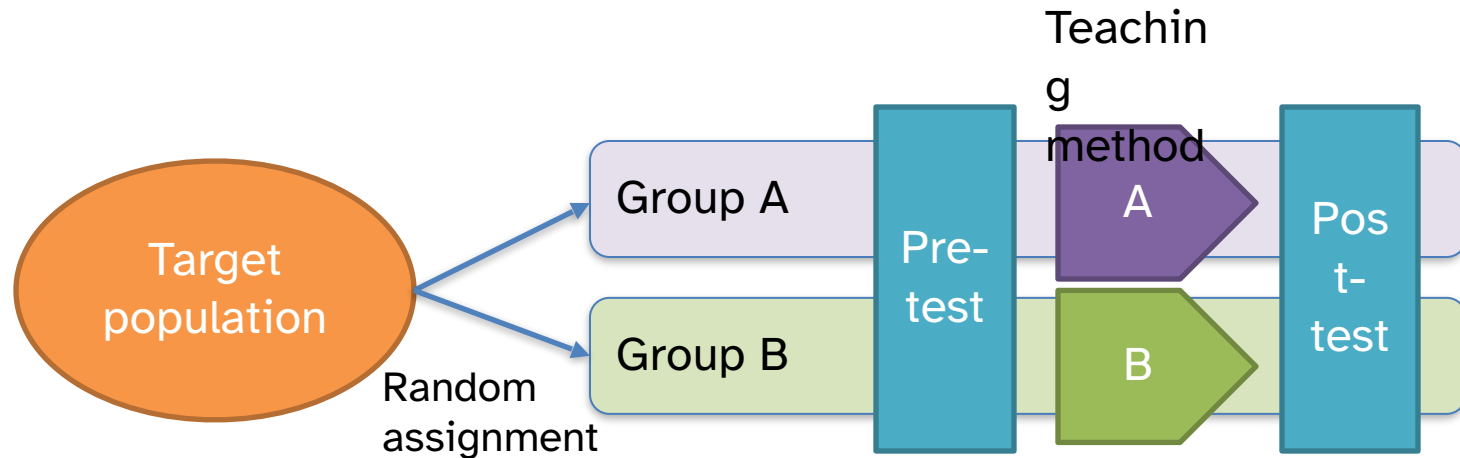 Target
population
Random
assignment
Group A
Group B
Pre-
test
Teachin
g
method
A
B
Pos
t-
test